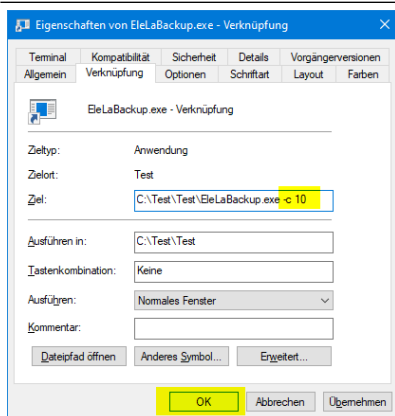 Eigenschaften von EleLaBackup.exe - Verknüpfung
Terminal Kompatibilität Sicherheit Details Vorgängerversionen
Allgemein Verknüpfung Optionen Schriftart Layout Farben
EleLaBackup.exe - Verknüpfung
Zieltyp: Anwendung
Zielort: Test
Ziel: C:\Test\Test\EleLaBackup.exe -c 10
Ausführen in: C:\Test\Test
Tastenkombination: Keine
Ausführen: Normales Fenster
Kommentar:
Dateipfad öffnen Anderes Symbol... Erweitert...
OK Abbrechen Übernehmen